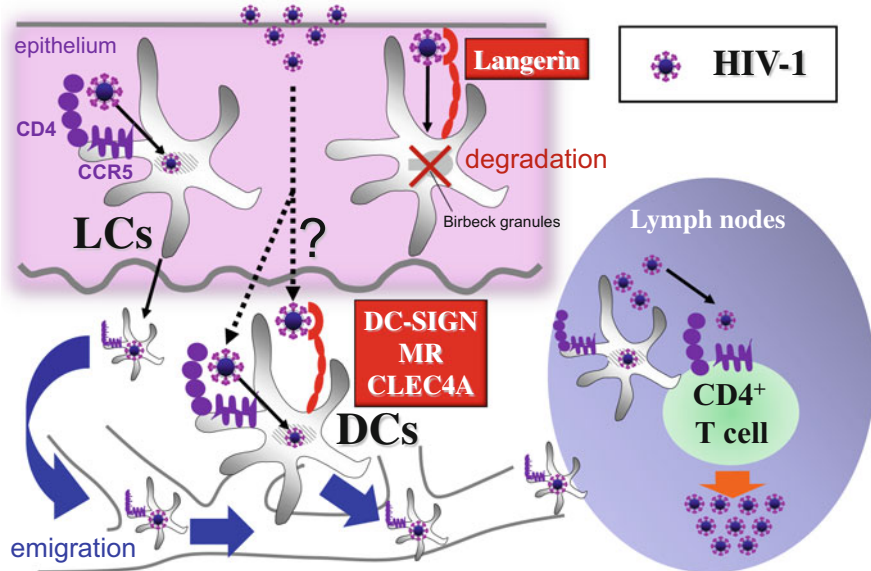 epithelium
CD4
CCR5
LCs
Langerin
degradation
Birbeck granules
?
DC-SIGN
MR
CLEC4A
DCs
emigration
HIV-1
Lymph nodes
CD4⁺
T cell